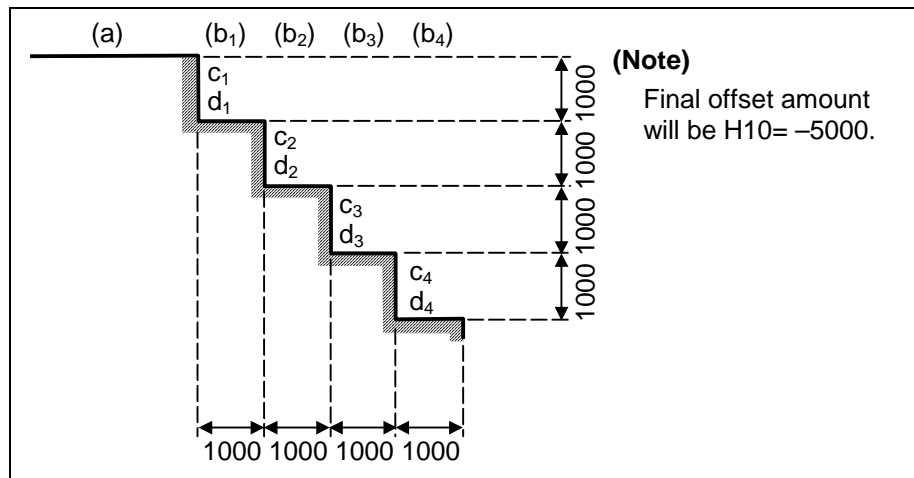 (a) (b₁) (b₂) (b₃) (b₄)
(Note)
Final offset amount
will be H10= –5000.
c₁
d₁
1000
c₂
d₂
1000
c₃
d₃
1000
c₄
d₄
1000
1000 1000 1000 1000